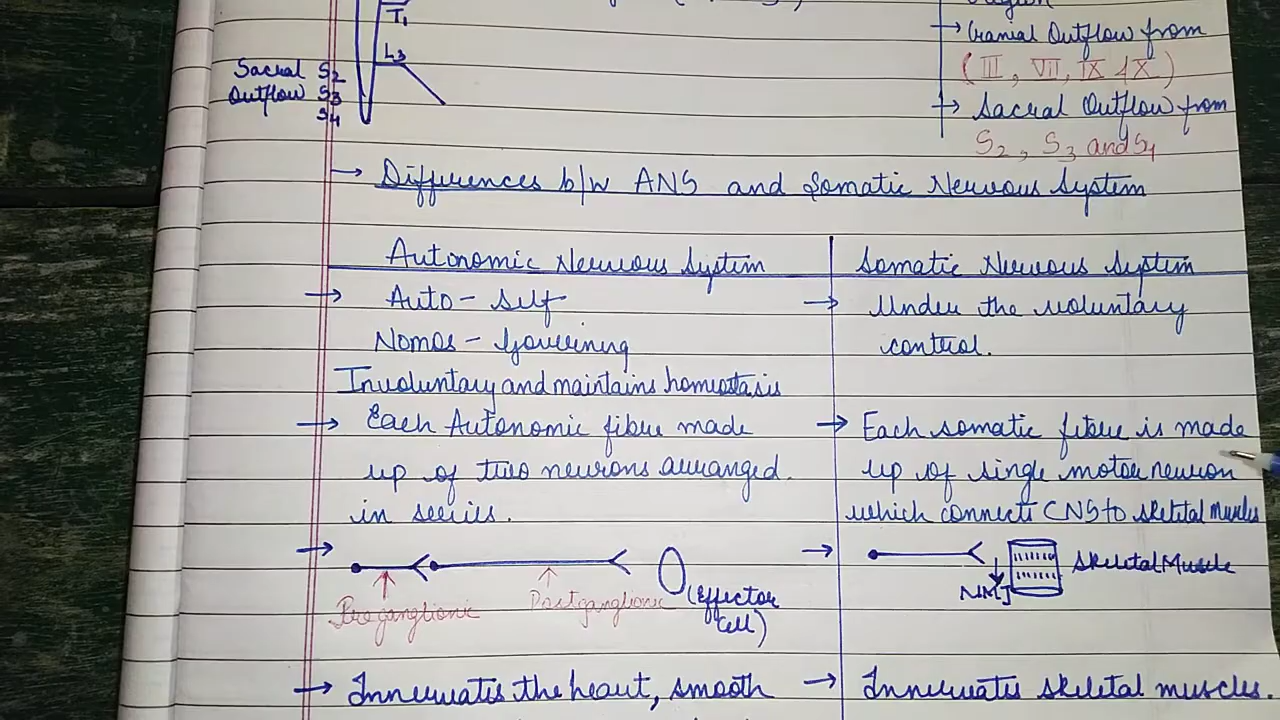 T1
→ Cranial Outflow from
L3
(III, VII, IX & X)
Sacral S2
Outflow S3
S4
→ Sacral Outflow from
S2, S3 and S4
→ Differences b/w ANS and Somatic Nervous System
Autonomic Nervous System
Somatic Nervous System
→ Auto - self
Nomos - Governing
Involuntary and maintains homeostasis
→ Under the voluntary
control.
→ Each Autonomic fibre made
up of two neurons arranged.
in series.
→ Each somatic fibre is made
up of single motor neuron
which connects CNS to skeletal muscles
→
Preganglionic
Postganglionic
(Effector
Cell)
→
NMJ
Skeletal Muscle
→ Innervates the heart, smooth
→ Innervates skeletal muscles.